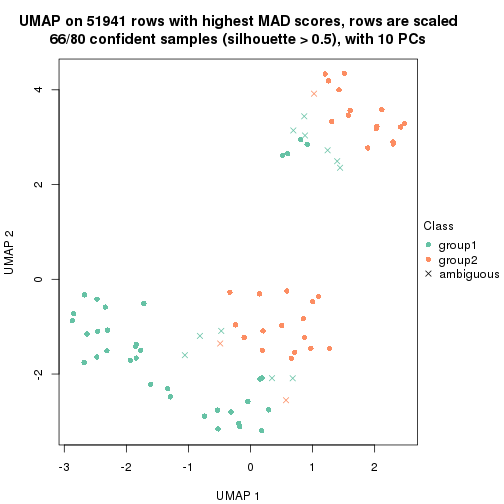 UMAP on 51941 rows with highest MAD scores, rows are scaled
66/80 confident samples (silhouette > 0.5), with 10 PCs
4
2
0
-2
UMAP 2
-3
-2
-1
0
1
2
UMAP 1
Class
group1
group2
ambiguous